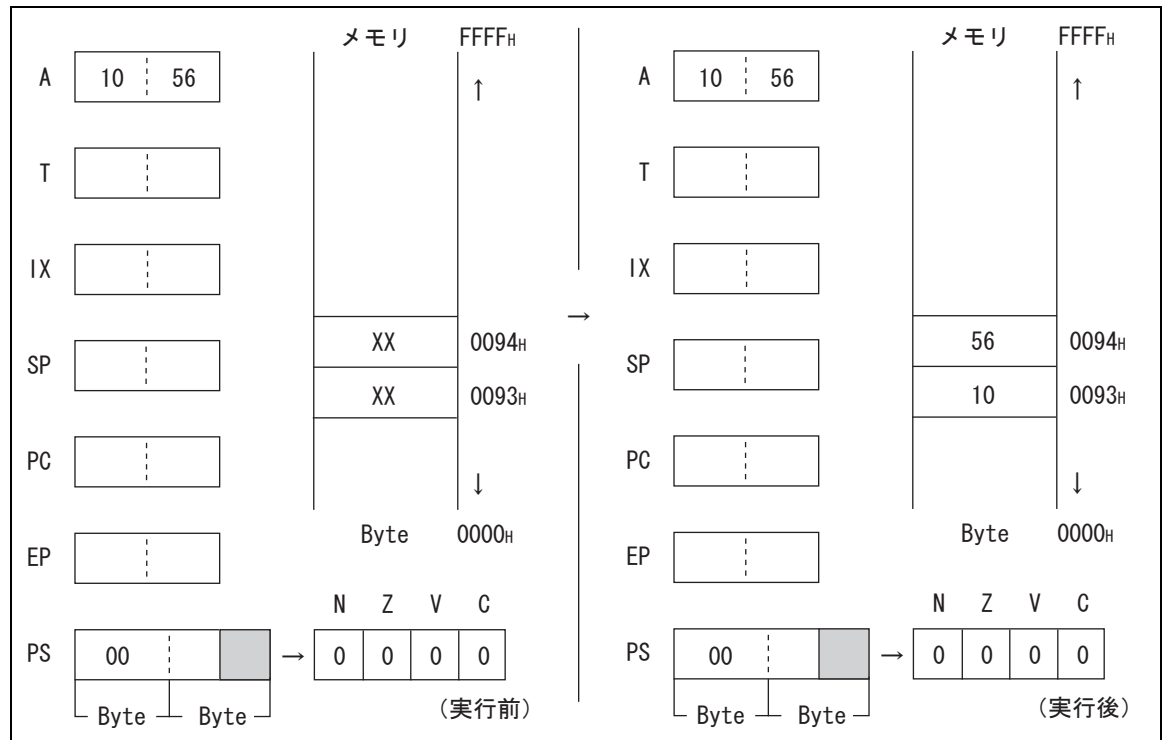 メモリ FFFFH
A 10 56 ↑
T
IX
XX 0094H
SP
XX 0093H
PC
↓
Byte 0000H
EP
N Z V C
PS 00 → 0 0 0 0
Byte Byte (実行前)
→
メモリ FFFFH
A 10 56 ↑
T
IX
56 0094H
SP
10 0093H
PC
↓
Byte 0000H
EP
N Z V C
PS 00 → 0 0 0 0
Byte Byte (実行後)